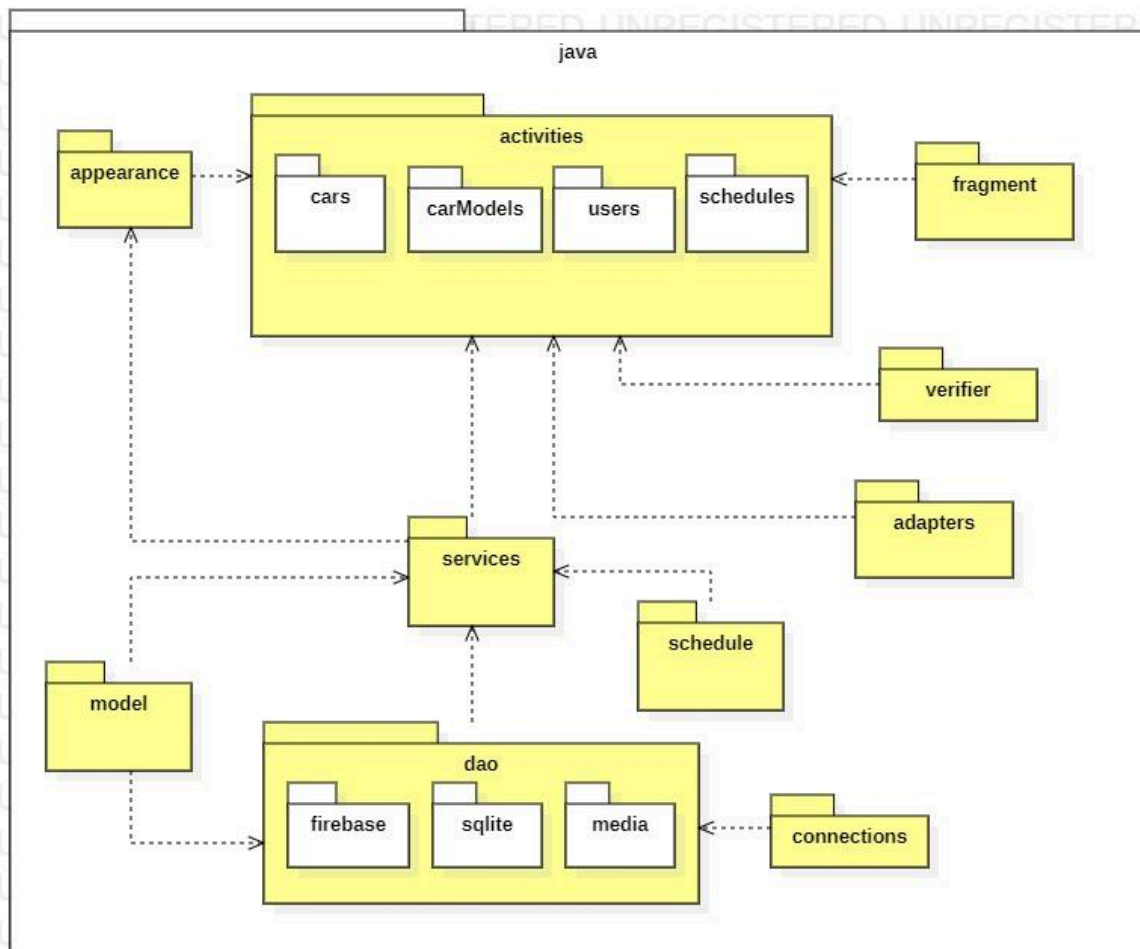 TERED UNREGISTERED UNREGISTER
java
activities
appearance
cars
carModels
users
schedules
fragment
verifier
adapters
services
schedule
model
dao
firebase
sqlite
media
connections